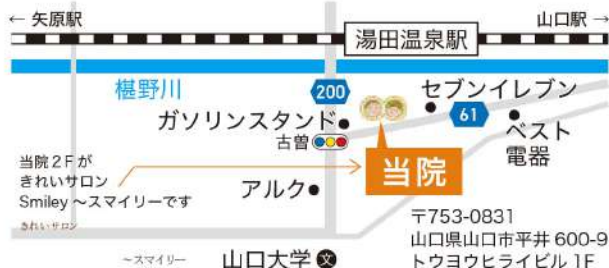 ← 矢原駅
山口駅 →
湯田温泉駅
椹野川
200
セブンイレブン
ガソリンスタンド
61
古曽
ベスト
電器
当院2Fが
きれいサロン
Smiley ～スマイリーです
当院
アルク
きれいサロン
～スマイリー
山口大学 文
〒753-0831
山口県山口市平井 600-9
トウヨウヒライビル 1F